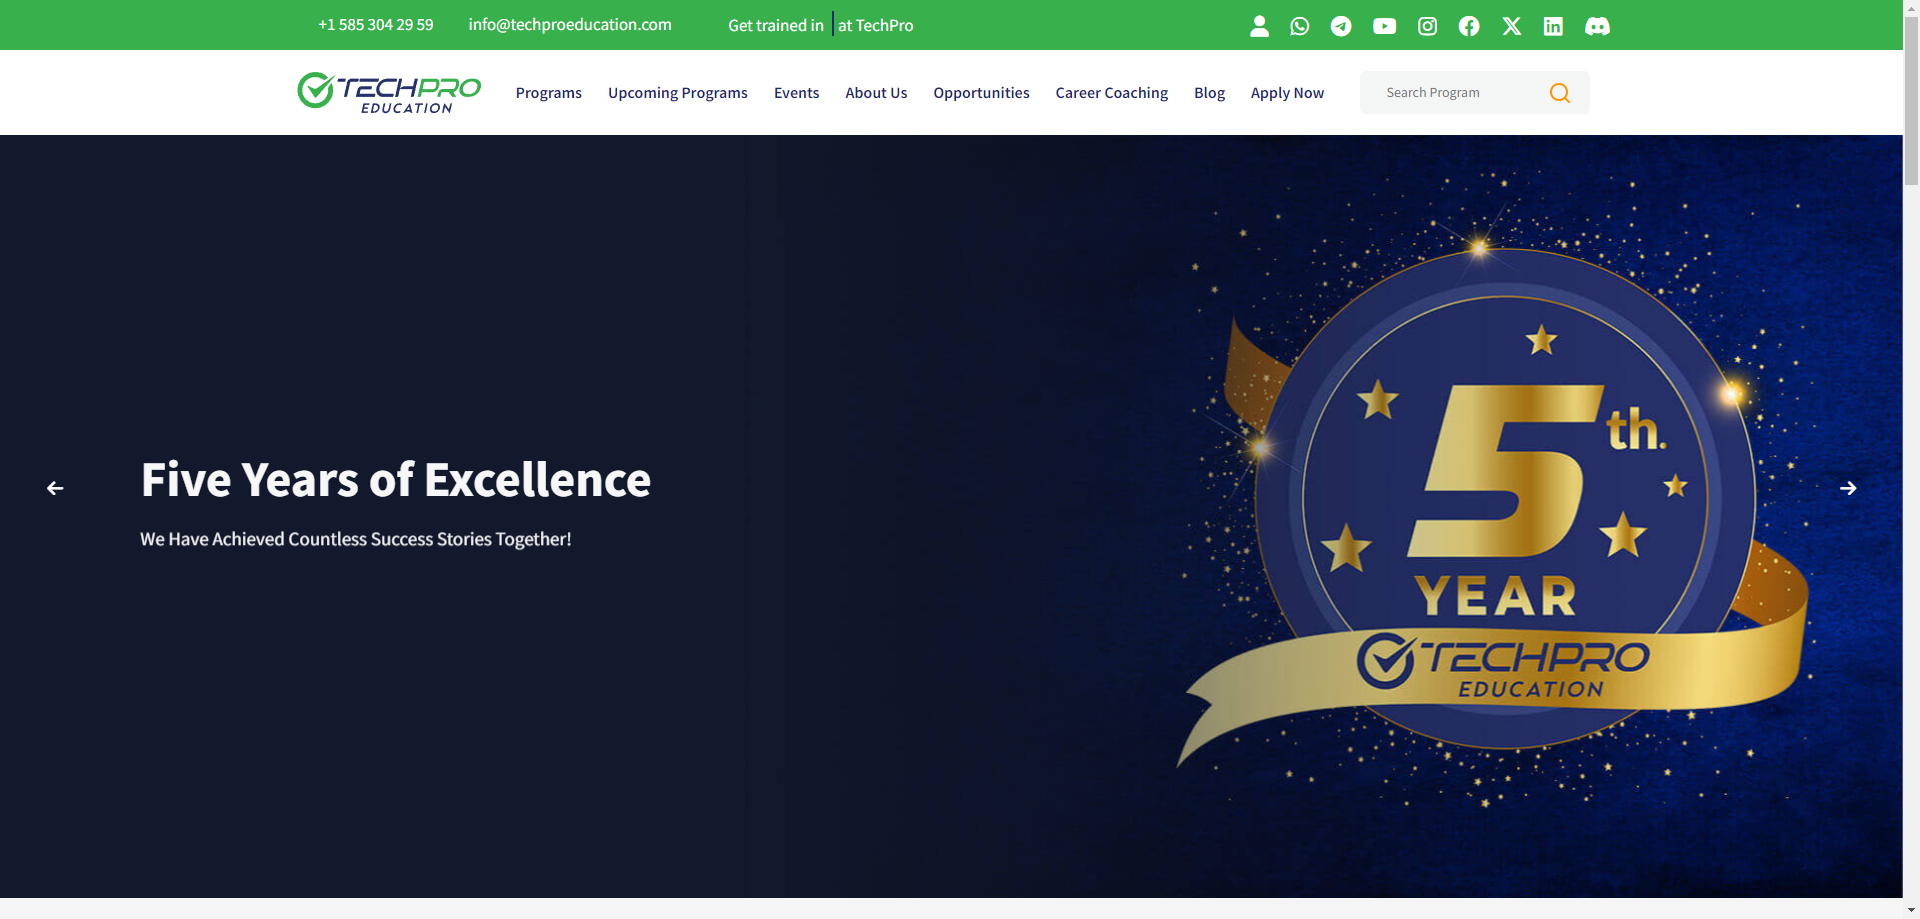 +1 585 304 29 59 info@techproeducation.com Get trained in at TechPro
TECHPRO
EDUCATION
Programs Upcoming Programs Events About Us Opportunities Career Coaching Blog Apply Now Search Program
5th.
YEAR
TECHPRO
EDUCATION
Five Years of Excellence
We Have Achieved Countless Success Stories Together!